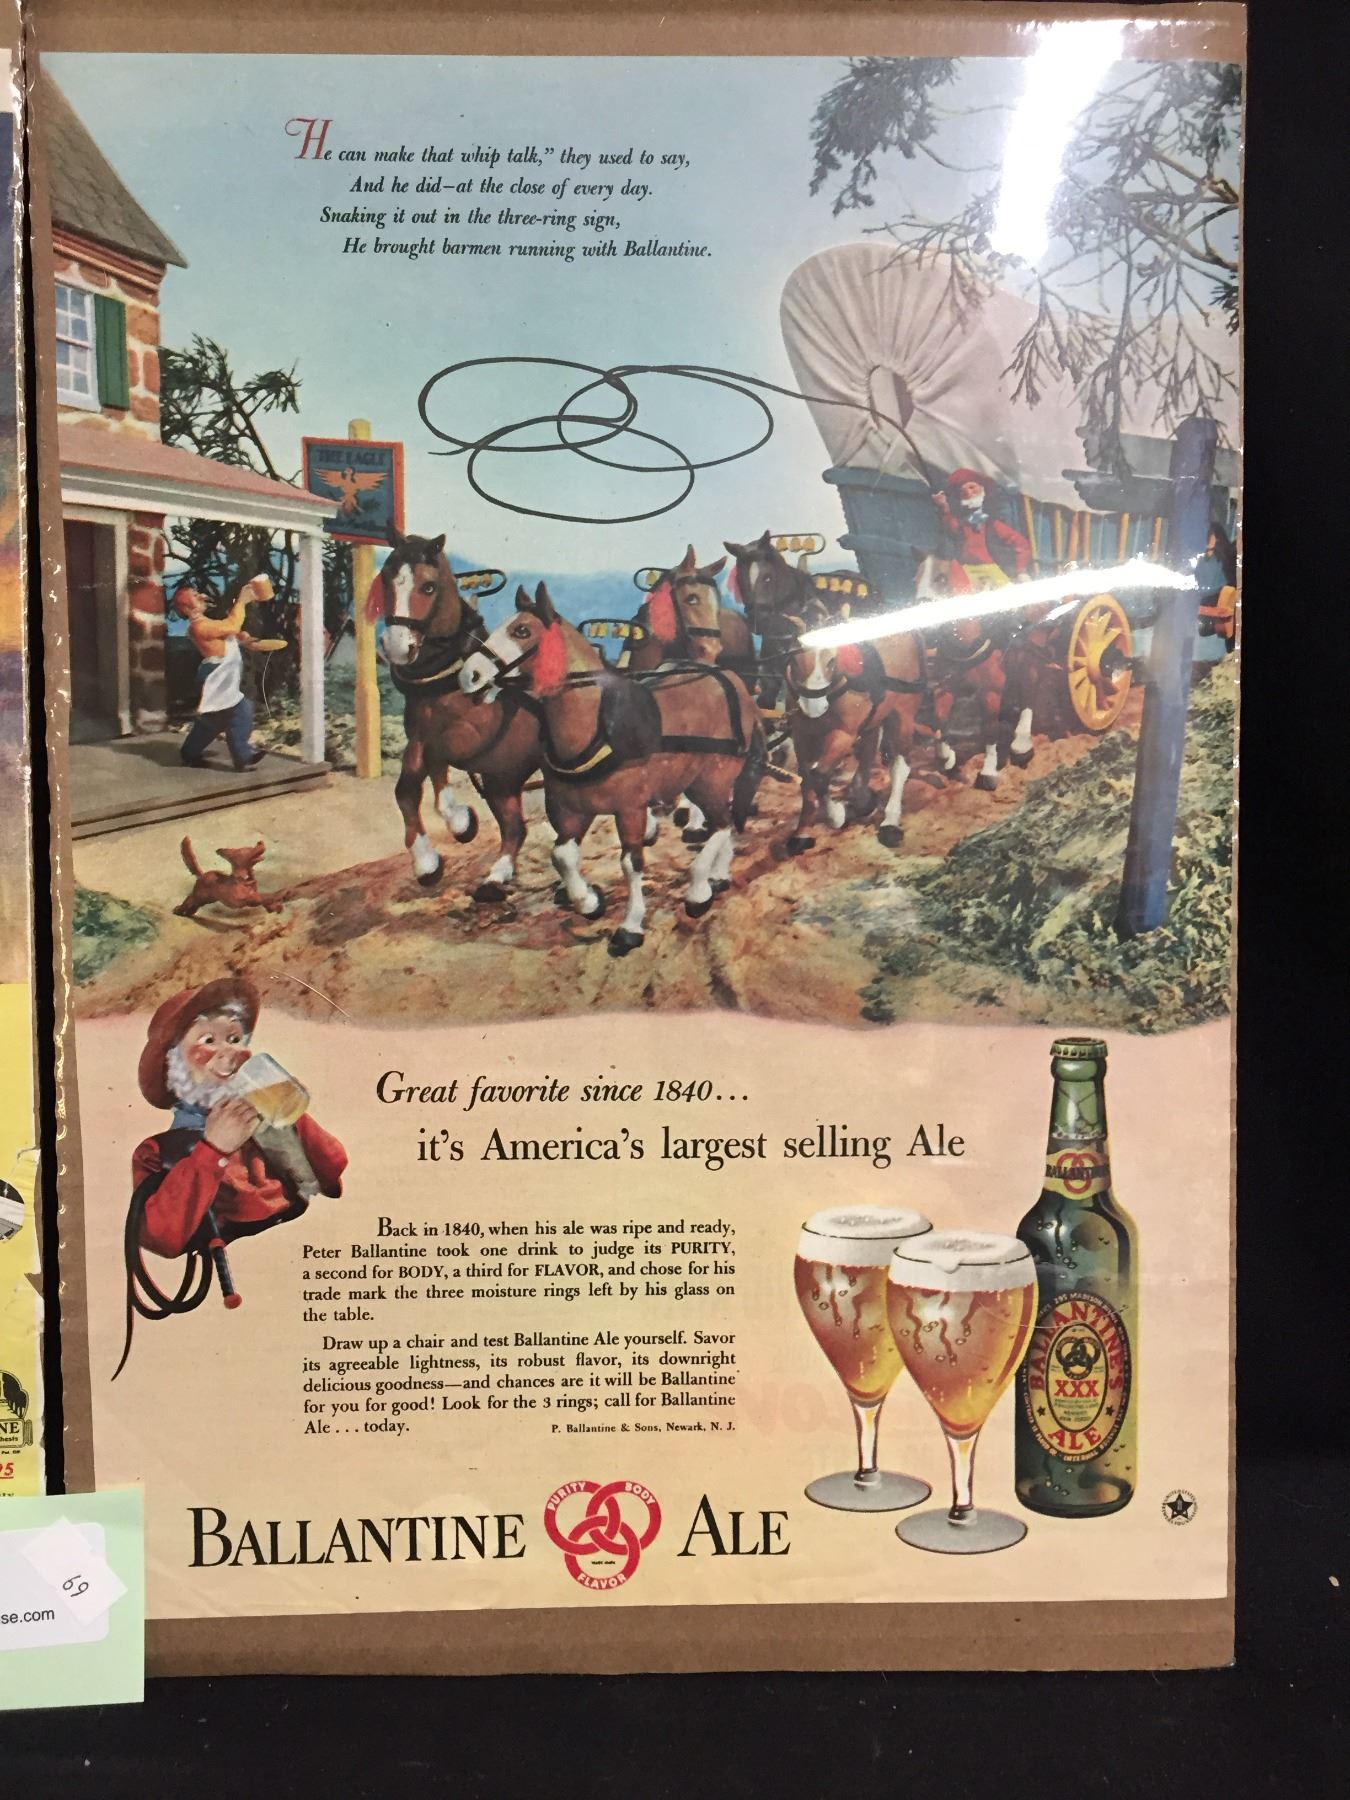 He can make that whip talk,” they used to say,
And he did—at the close of every day.
Snaking it out in the three-ring sign,
He brought barmen running with Ballantine.
THE EAGLE
Great favorite since 1840...
it's America's largest selling Ale
Back in 1840, when his ale was ripe and ready,
Peter Ballantine took one drink to judge its PURITY,
a second for BODY, a third for FLAVOR, and chose for his
trade mark the three moisture rings left by his glass on
the table.
Draw up a chair and test Ballantine Ale yourself. Savor
its agreeable lightness, its robust flavor, its downright
delicious goodness—and chances are it will be Ballantine
for you for good! Look for the 3 rings; call for Ballantine
Ale . . . today.
P. Ballantine & Sons, Newark, N. J.
BALLANTINE
BALLANTINE'S
XXX
ALE
BALLANTINE
PURITY
BODY
FLAVOR
TRADE MARK
ALE
NE
95
69
se.com